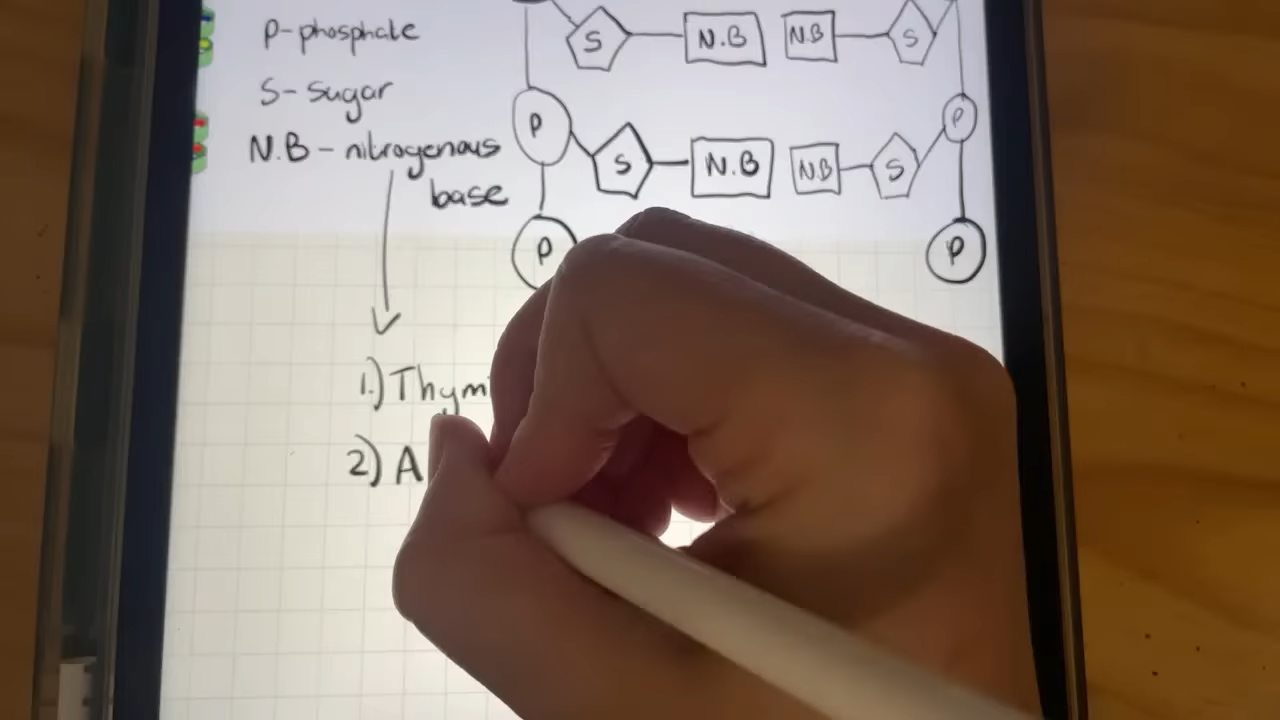 P-phosphate
S-sugar
N.B-nitrogenous
base
S N.B N.B S
P S N.B N.B S P
P P
1.) Thym
2) A